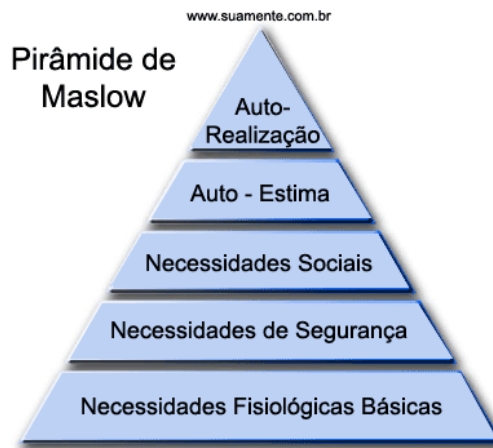 www.suamente.com.br
Pirâmide de
Maslow
Auto-
Realização
Auto - Estima
Necessidades Sociais
Necessidades de Segurança
Necessidades Fisiológicas Básicas